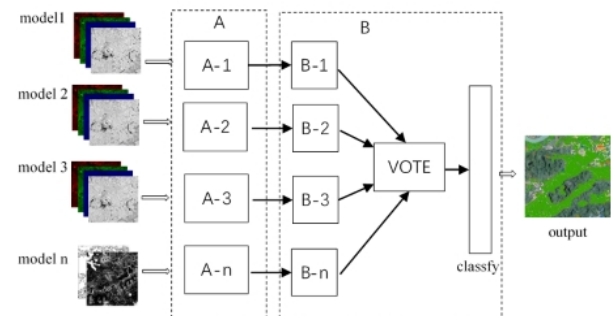 A
B
model1
A-1
B-1
model 2
A-2
B-2
VOTE
model 3
A-3
B-3
output
model n
A-n
B-n
classfy